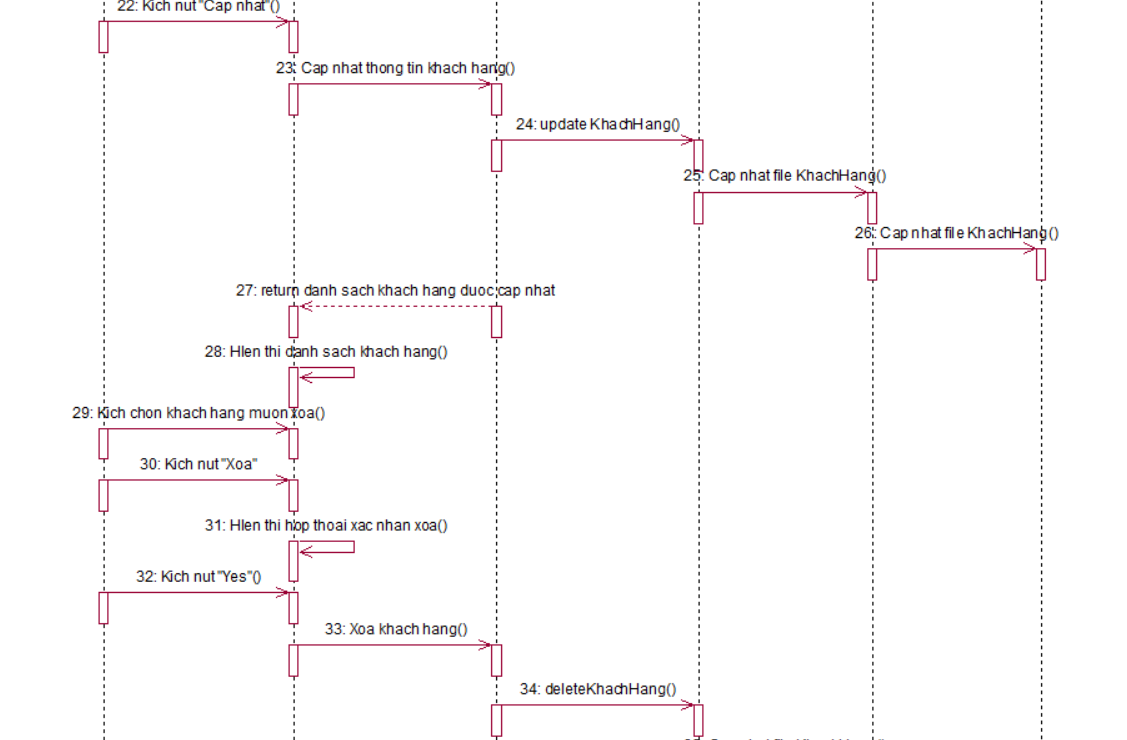 22: Kich nut "Cap nhat"()
23: Cap nhat thong tin khach hang()
24: update KhachHang()
25: Cap nhat file KhachHang()
26: Cap nhat file KhachHang()
27: return danh sach khach hang duoc cap nhat
28: HIen thi danh sach khach hang()
29: Kich chon khach hang muon xoa()
30: Kich nut "Xoa"
31: HIen thi hop thoai xac nhan xoa()
32: Kich nut "Yes"()
33: Xoa khach hang()
34: deleteKhachHang()